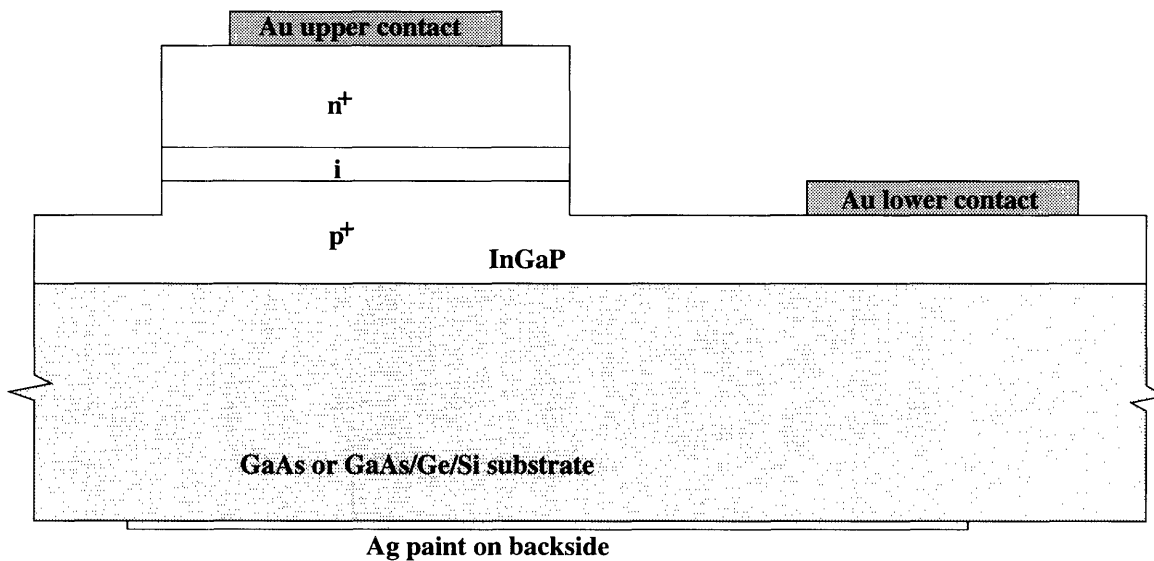 Au upper contact
n+
i
Au lower contact
p+
InGaP
GaAs or GaAs/Ge/Si substrate
Ag paint on backside